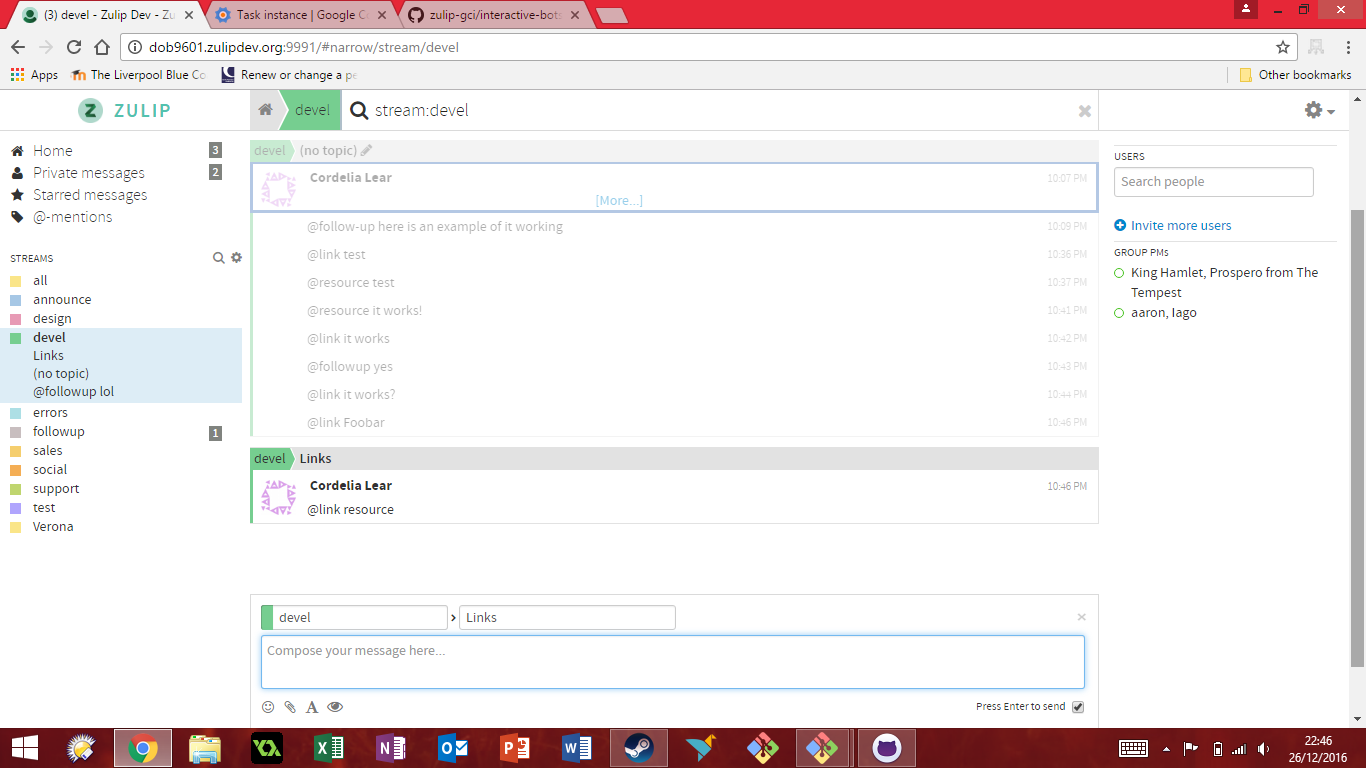 (3) devel - Zulip Dev - Zu
Task instance | Google Co
zulip-gci/interactive-bots
dob9601.zulipdev.org:9991/#narrow/stream/devel
Apps
The Liverpool Blue Co
Renew or change a pe
Other bookmarks
ZULIP
devel
stream:devel
Home 3
Private messages 2
Starred messages
@-mentions
STREAMS
all
announce
design
devel
Links
(no topic)
@followup lol
errors
followup 1
sales
social
support
test
Verona
devel (no topic)
Cordelia Lear 10:07 PM
[More...]
@follow-up here is an example of it working 10:09 PM
@link test 10:36 PM
@resource test 10:37 PM
@resource it works! 10:41 PM
@link it works 10:42 PM
@followup yes 10:43 PM
@link it works? 10:44 PM
@link Foobar 10:46 PM
devel Links
Cordelia Lear 10:46 PM
@link resource
devel › Links
Compose your message here...
Press Enter to send
USERS
Search people
Invite more users
GROUP PMs
King Hamlet, Prospero from The
Tempest
aaron, Iago
22:46
26/12/2016